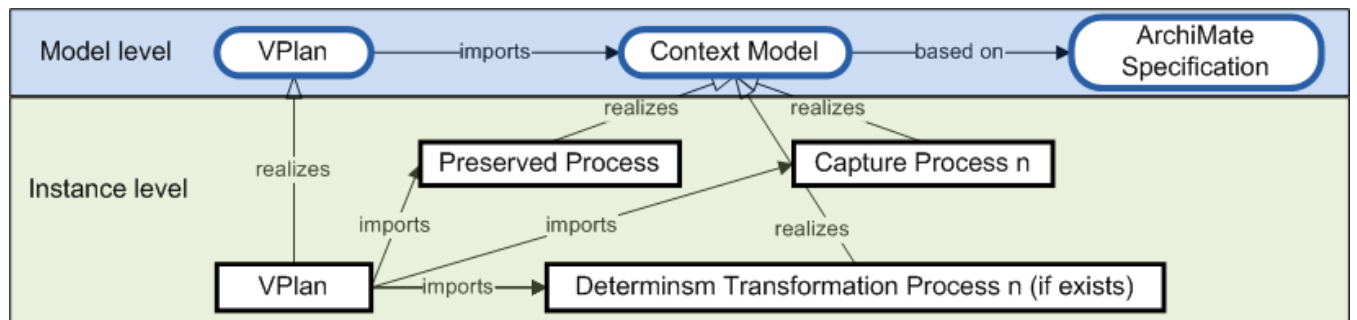 Model level
VPlan
imports
Context Model
based on
ArchiMate
Specification
realizes
realizes
Preserved Process
Capture Process n
realizes
Instance level
imports
imports
realizes
VPlan
imports
Determinsm Transformation Process n (if exists)